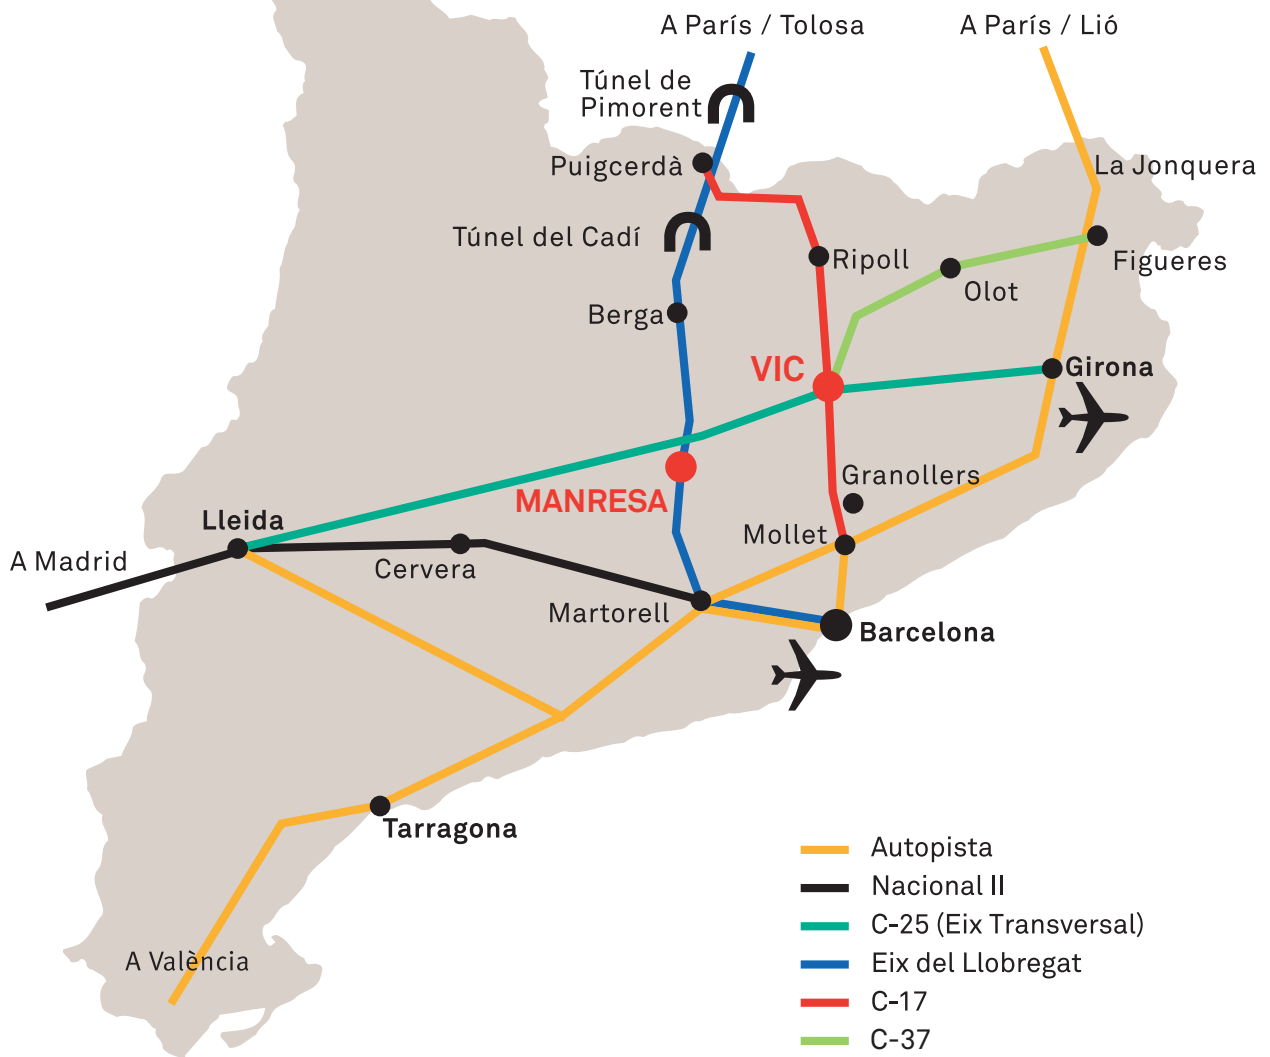 A París / Tolosa
A París / Lió
Túnel de
Pimorent
Puigcerdà
La Jonquera
Túnel del Cadí
Ripoll
Figueres
Olot
Berga
VIC
Girona
Granollers
MANRESA
Lleida
Mollet
A Madrid
Cervera
Martorell
Barcelona
Tarragona
A València
Autopista
Nacional II
C-25 (Eix Transversal)
Eix del Llobregat
C-17
C-37